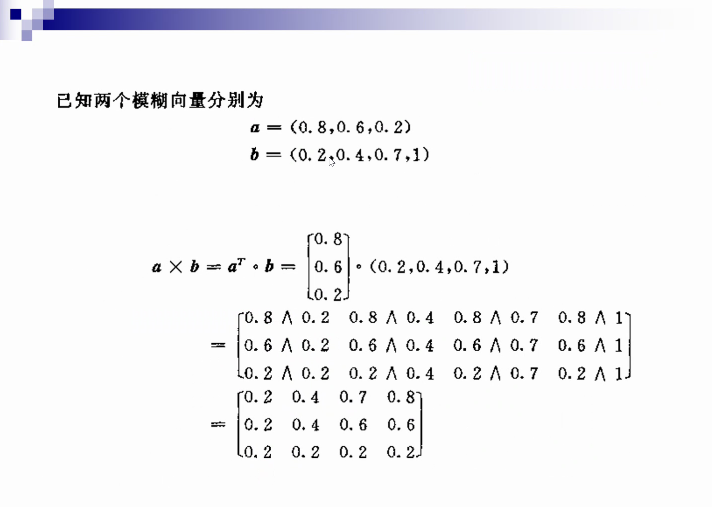 已知两个模糊向量分别为
a = (0.8,0.6,0.2)
b = (0.2,0.4,0.7,1)
a × b = aᵀ ∘ b = [0.8 0.6 0.2] ∘ (0.2,0.4,0.7,1)
= [0.8 ∧ 0.2 0.8 ∧ 0.4 0.8 ∧ 0.7 0.8 ∧ 1
0.6 ∧ 0.2 0.6 ∧ 0.4 0.6 ∧ 0.7 0.6 ∧ 1
0.2 ∧ 0.2 0.2 ∧ 0.4 0.2 ∧ 0.7 0.2 ∧ 1]
= [0.2 0.4 0.7 0.8
0.2 0.4 0.6 0.6
0.2 0.2 0.2 0.2]